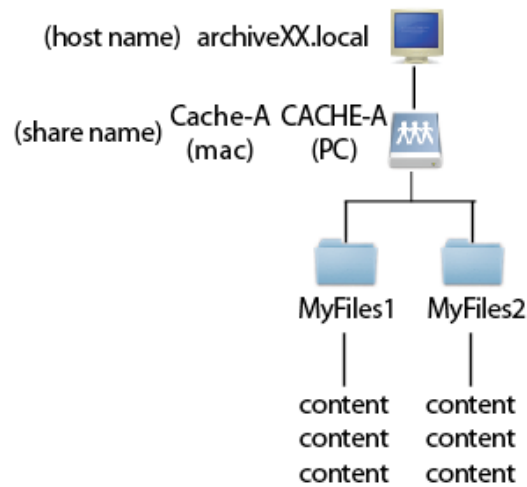 (host name) archiveXX.local
(share name) Cache-A CACHE-A
(mac) (PC)
MyFiles1 MyFiles2
content content
content content
content content